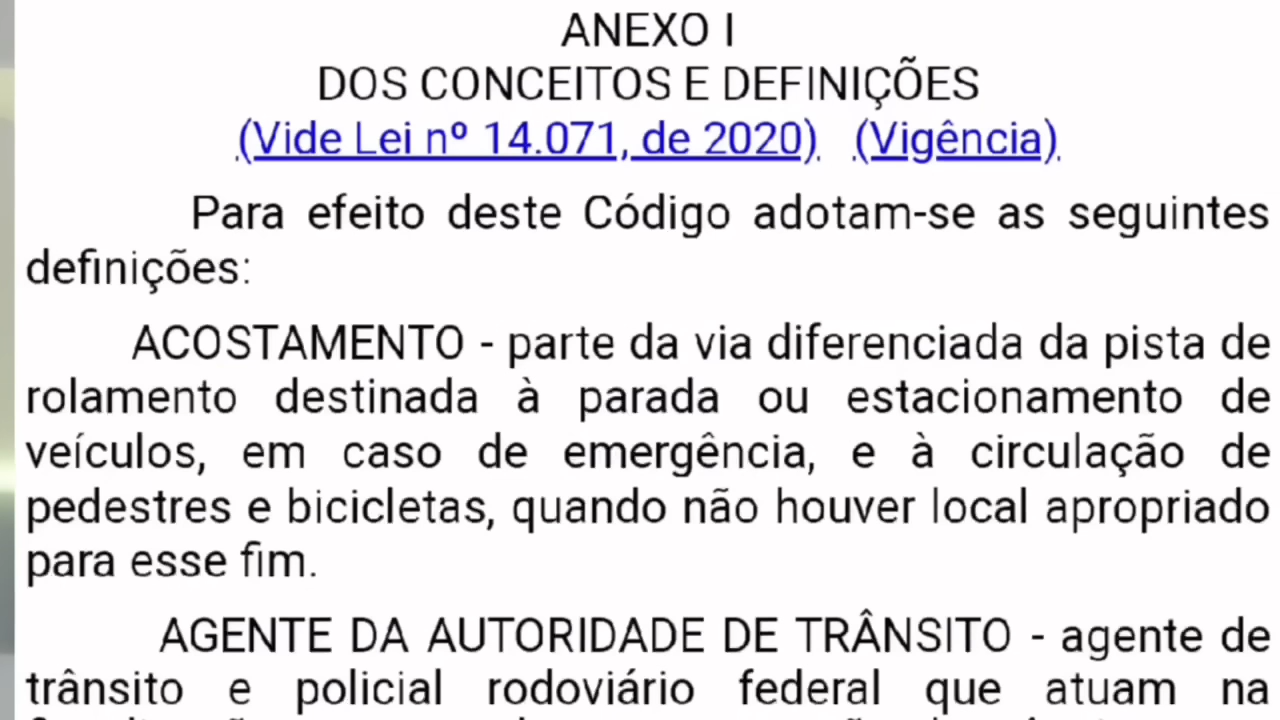 ANEXO I
DOS CONCEITOS E DEFINIÇÕES
(Vide Lei nº 14.071, de 2020) (Vigência)
Para efeito deste Código adotam-se as seguintes
definições:
ACOSTAMENTO - parte da via diferenciada da pista de
rolamento destinada à parada ou estacionamento de
veículos, em caso de emergência, e à circulação de
pedestres e bicicletas, quando não houver local apropriado
para esse fim.
AGENTE DA AUTORIDADE DE TRÂNSITO - agente de
trânsito e policial rodoviário federal que atuam na